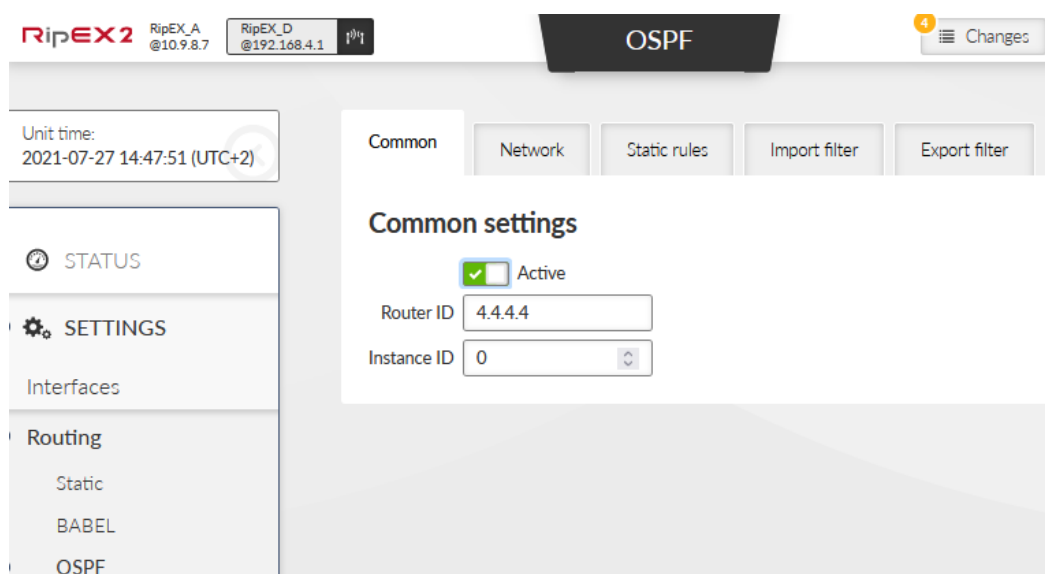 RipEX2
RipEX_A
@10.9.8.7
RipEX_D
@192.168.4.1
OSPF
4
Changes
Unit time:
2021-07-27 14:47:51 (UTC+2)
Common
Network
Static rules
Import filter
Export filter
Common settings
Active
Router ID 4.4.4.4
Instance ID 0
STATUS
SETTINGS
Interfaces
Routing
Static
BABEL
OSPF